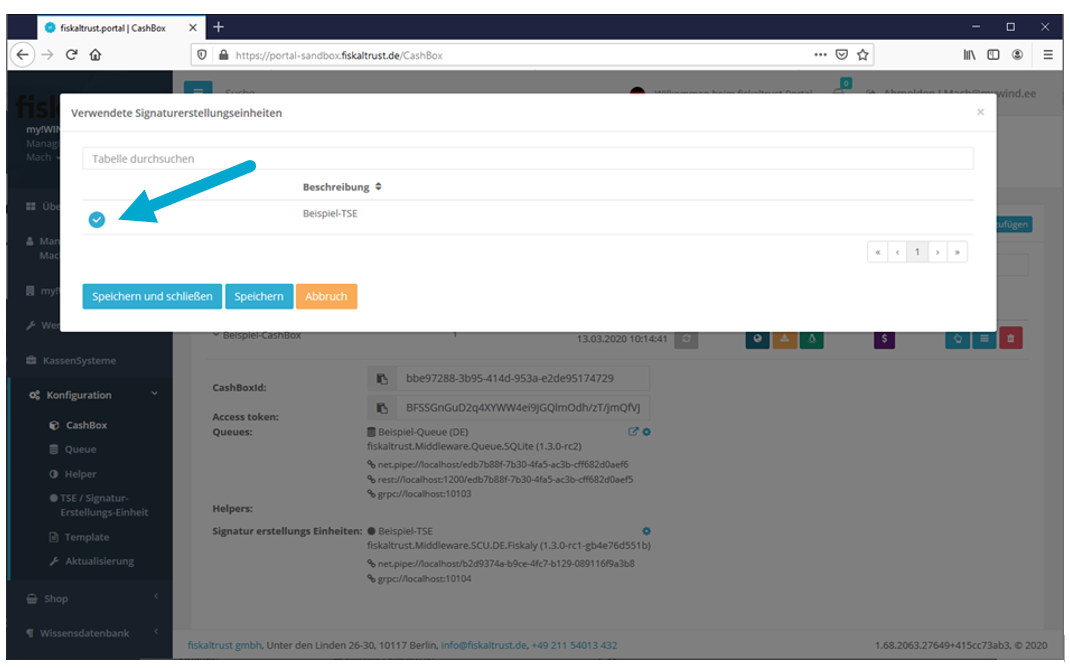 fiskaltrust.portal | CashBox
https://portal-sandbox.fiskaltrust.de/CashBox
Suche
Willkommen beim fiskaltrust.Portal
0
Abmelden | Mach@mywind.ee
fisk
my!WIN
Manag
Mach
Verwendete Signaturerstellungseinheiten
×
Tabelle durchsuchen
Beschreibung
Beispiel-TSE
« ‹ 1 › »
Speichern und schließen Speichern Abbruch
Übe
Man
Mac
my!
Wer
KassenSysteme
Konfiguration
CashBox
Queue
Helper
TSE / Signatur-
Erstellungs-Einheit
Template
Aktualisierung
Shop
Wissensdatenbank
zufügen
Beispiel-CashBox 1 13.03.2020 10:14:41 $
CashBoxId: bbe97288-3b95-414d-953a-e2de95174729
Access token: BFSSGnGuD2q4XYWW4ei9JGQlmOdh/zT/jmQfVJ
Queues: Beispiel-Queue (DE)
fiskaltrust.Middleware.Queue.SQLite (1.3.0-rc2)
net.pipe://localhost/edb7b88f-7b30-4fa5-ac3b-cff682d0aef6
rest://localhost:1200/edb7b88f-7b30-4fa5-ac3b-cff682d0aef5
grpc://localhost:10103
Helpers:
Signatur erstellungs Einheiten: Beispiel-TSE
fiskaltrust.Middleware.SCU.DE.Fiskaly (1.3.0-rc1-gb4e76d551b)
net.pipe://localhost/b2d9374a-b9ce-4fc7-b129-089116f9a3b8
grpc://localhost:10104
fiskaltrust gmbh, Unter den Linden 26-30, 10117 Berlin, info@fiskaltrust.de, +49 211 54013 432
1.68.2063.27649+415cc73ab3, © 2020